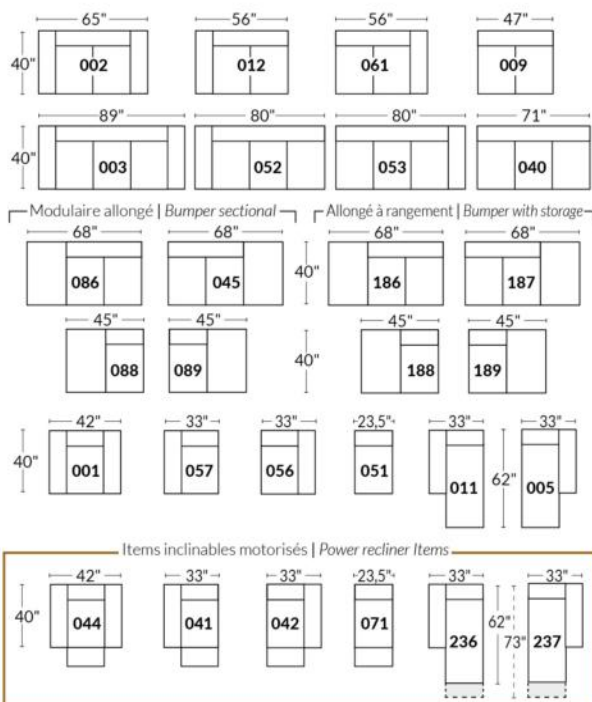 65" 56" 56" 47"
40" 002 012 061 009
89" 80" 80" 71"
40" 003 052 053 040
Modulaire allongé | Bumper sectional Allongé à rangement | Bumper with storage
68" 68" 68" 68"
086 045 40" 186 187
45" 45" 45" 45"
088 089 40" 188 189
42" 33" 33" 23,5" 33" 33"
40" 001 057 056 051 011 62" 005
Items inclinables motorisés | Power recliner Items
42" 33" 33" 23,5" 33" 33"
40" 044 041 042 071 236 62" 73" 237